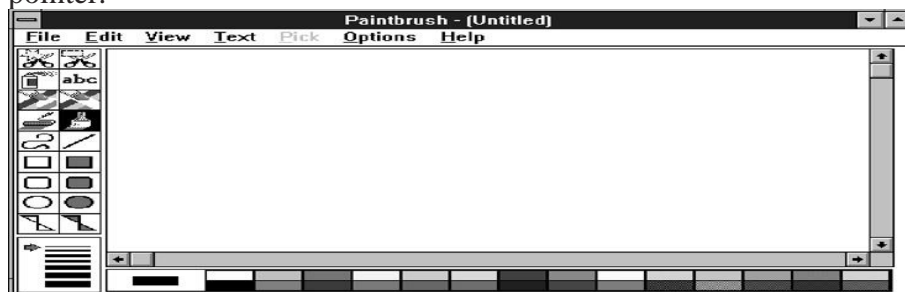 pointer.
Paintbrush - (Untitled)
File Edit View Text Pick Options Help
abc